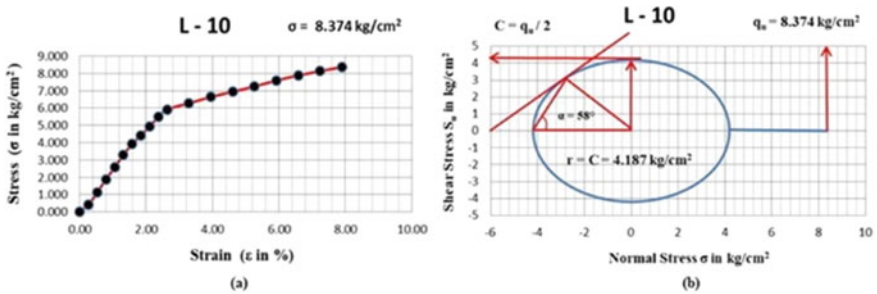 L - 10
σ = 8.374 kg/cm²
Stress (σ in kg/cm²)
9.000
8.000
7.000
6.000
5.000
4.000
3.000
2.000
1.000
0.000
0.00 2.00 4.00 6.00 8.00 10.00
Strain (ε in %)
(a)
L - 10
C = qᵤ / 2
qᵤ = 8.374 kg/cm²
Shear Stress Sᵤ in kg/cm²
5
4
3
2
1
0
-1
-2
-3
-4
-5
α = 58°
r = C = 4.187 kg/cm²
-6 -4 -2 0 2 4 6 8 10
Normal Stress σ in kg/cm²
(b)